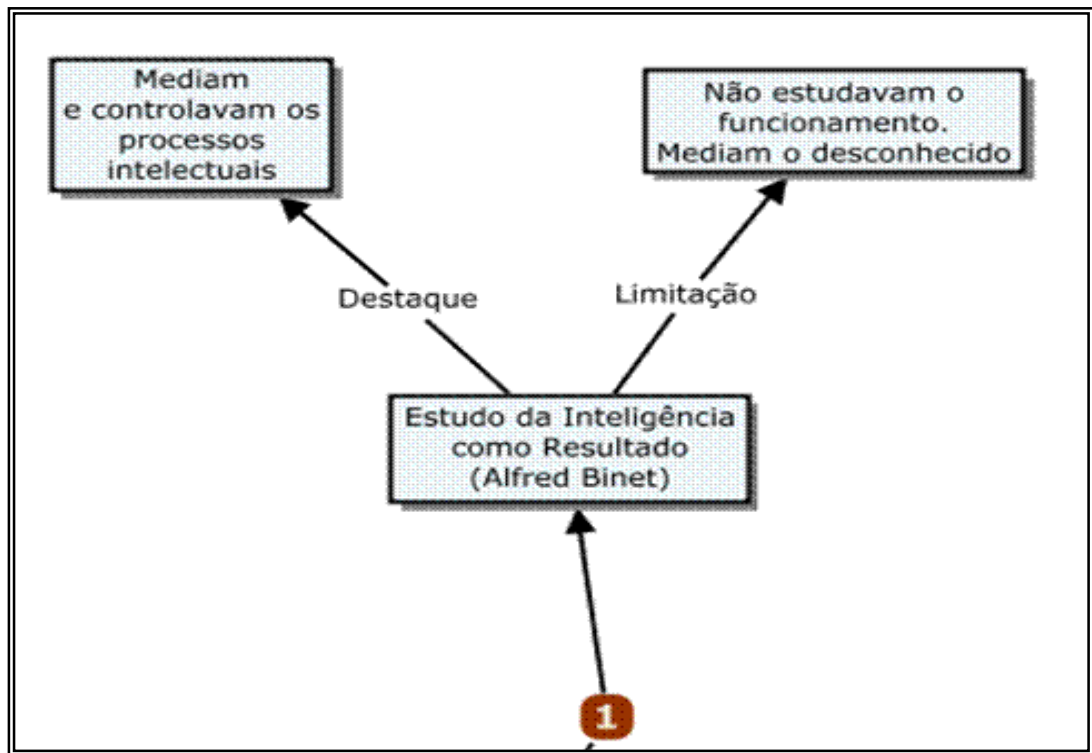 Mediam
e controlavam os
processos
intelectuais
Não estudavam o
funcionamento.
Mediam o desconhecido
Destaque
Limitação
Estudo da Inteligência
como Resultado
(Alfred Binet)
1